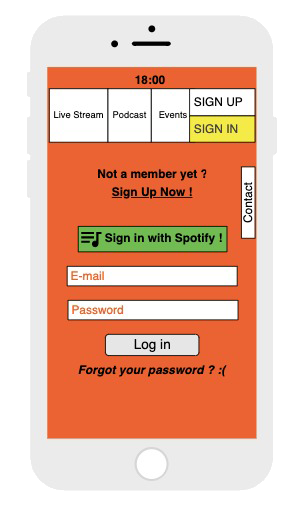 18:00
Live Stream
Podcast
Events
SIGN UP
SIGN IN
Not a member yet ?
Sign Up Now !
Contact
Sign in with Spotify !
E-mail
Password
Log in
Forgot your password ? :(